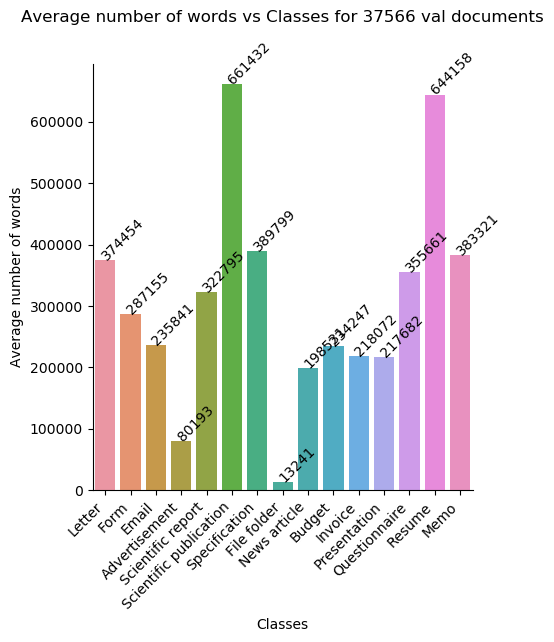 Average number of words vs Classes for 37566 val documents
Average number of words
600000
500000
400000
300000
200000
100000
0
374454
287155
235841
80193
322795
661432
389799
13241
198531
234247
218072
217682
355661
644158
383321
Letter
Form
Email
Advertisement
Scientific report
Scientific publication
Specification
File folder
News article
Budget
Invoice
Presentation
Questionnaire
Resume
Memo
Classes